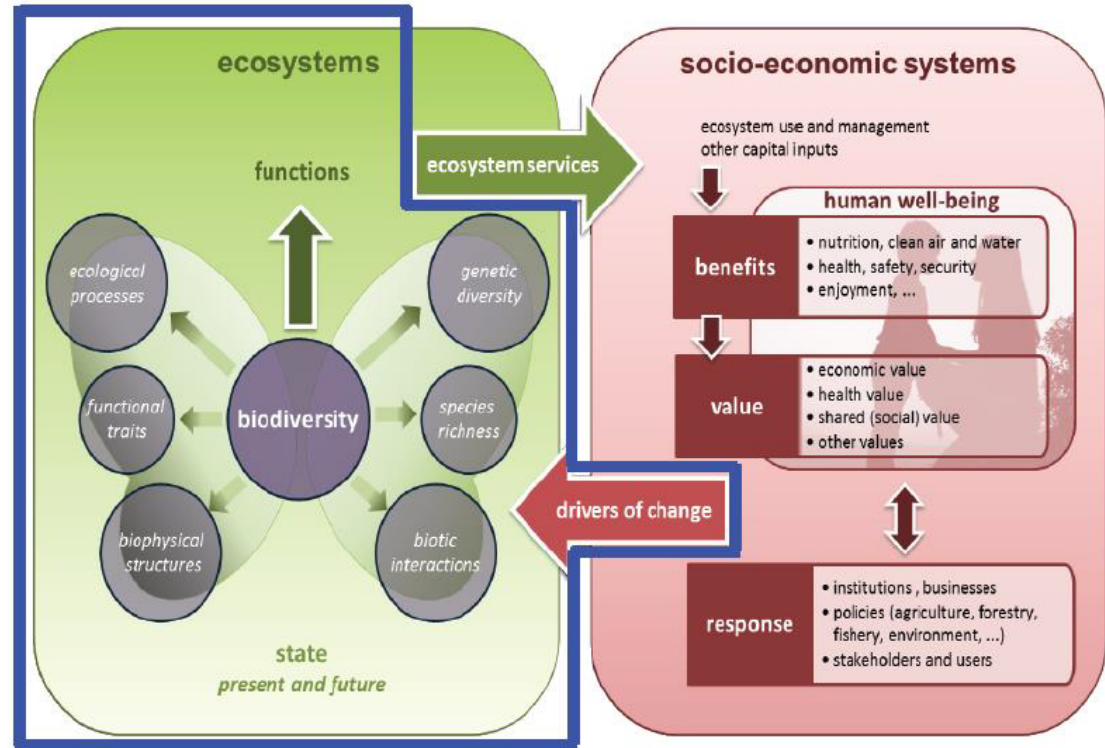 ecosystems
functions
ecological
processes
genetic
diversity
functional
traits
biodiversity
species
richness
biophysical
structures
biotic
interactions
state
present and future
ecosystem services
drivers of change
socio-economic systems
ecosystem use and management
other capital inputs
human well-being
benefits
• nutrition, clean air and water
• health, safety, security
• enjoyment, ...
value
• economic value
• health value
• shared (social) value
• other values
response
• institutions , businesses
• policies (agriculture, forestry,
fishery, environment, ...)
• stakeholders and users